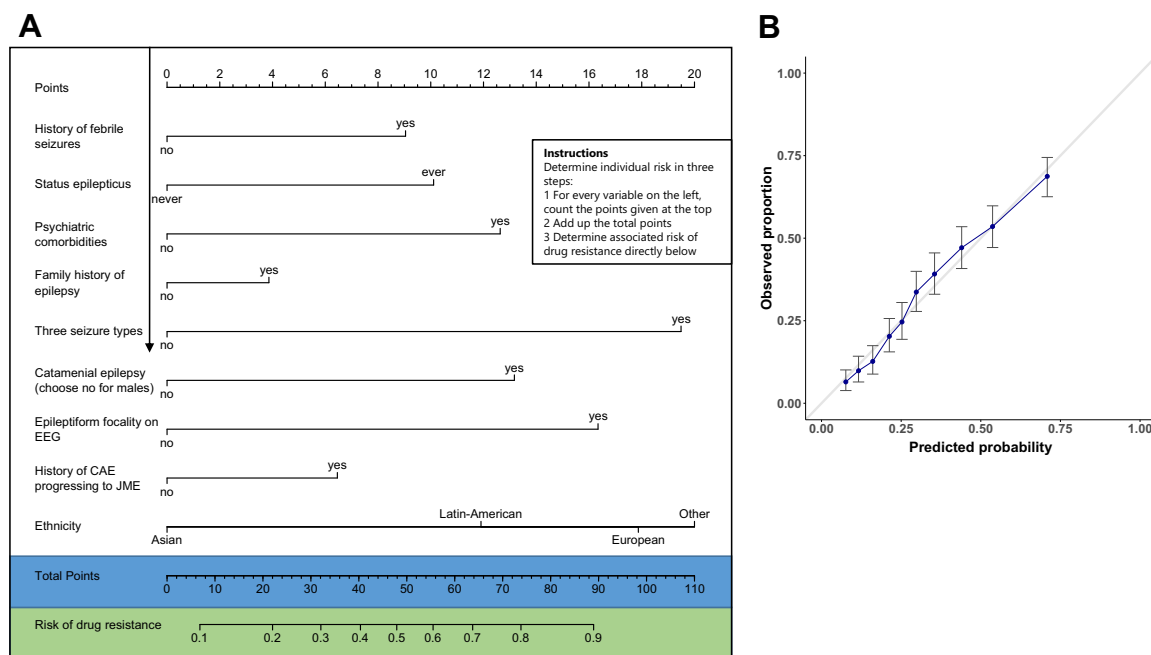 A
0 2 4 6 8 10 12 14 16 18 20
Points
History of febrile
seizures
yes
no
Status epilepticus
ever
never
Psychiatric
comorbidities
yes
no
Family history of
epilepsy
yes
no
Three seizure types
yes
no
Catamenial epilepsy
(choose no for males)
yes
no
Epileptiform focality on
EEG
yes
no
History of CAE
progressing to JME
yes
no
Ethnicity
Latin-American
Other
Asian
European
Instructions
Determine individual risk in three
steps:
1 For every variable on the left,
count the points given at the top
2 Add up the total points
3 Determine associated risk of
drug resistance directly below
Total Points
0 10 20 30 40 50 60 70 80 90 100 110
Risk of drug resistance
0.1 0.2 0.3 0.4 0.5 0.6 0.7 0.8 0.9
B
Observed proportion
1.00
0.75
0.50
0.25
0.00
0.00 0.25 0.50 0.75 1.00
Predicted probability